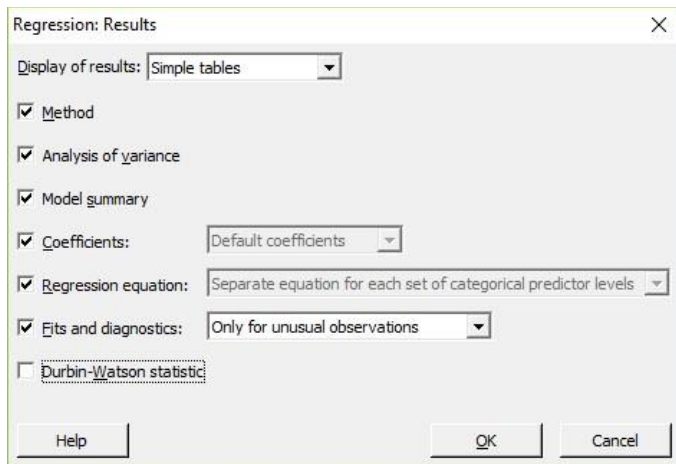 Regression: Results
Display of results: Simple tables
Method
Analysis of variance
Model summary
Coefficients: Default coefficients
Regression equation: Separate equation for each set of categorical predictor levels
Fits and diagnostics: Only for unusual observations
Durbin-Watson statistic
Help OK Cancel